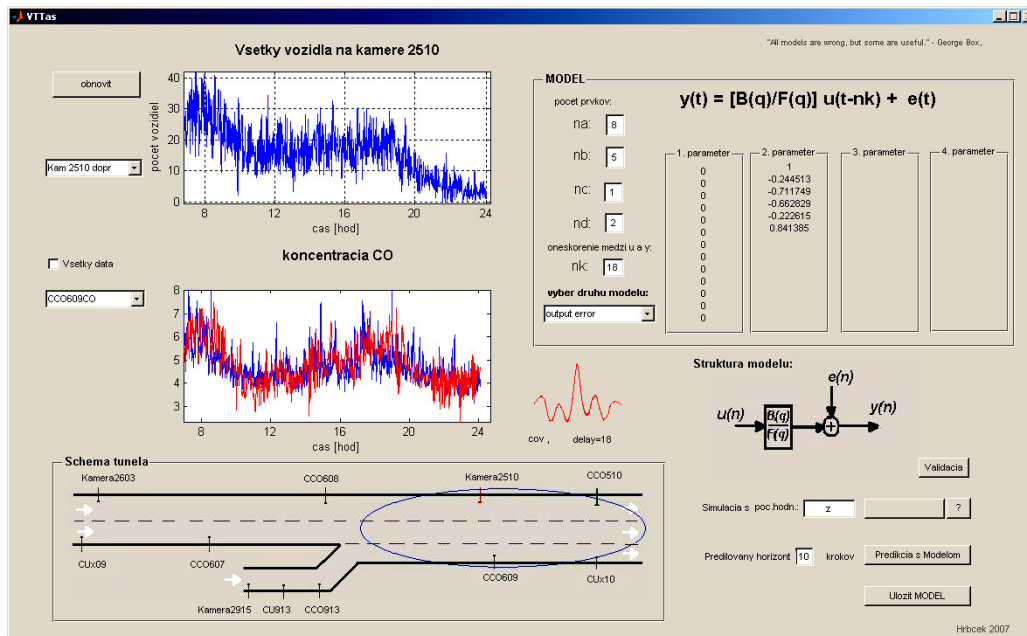 VTTas
"All models are wrong, but some are useful." - George Box,
Vsetky vozidla na kamere 2510
obnovit
Kam 2510 dopr
pocet vozidiel
40
30
20
10
0
8
12
16
20
24
cas [hod]
Vsetky data
CCO609CO
koncentracia CO
8
7
6
5
4
3
8
12
16
20
24
cas [hod]
MODEL
pocet prvkov:
y(t) = [B(q)/F(q)] u(t-nk) + e(t)
na: 8
nb: 5
nc: 1
nd: 2
oneskorenie medzi u a y:
nk: 18
vyber druhu modelu:
output error
1. parameter
0
0
0
0
0
0
0
0
0
0
0
0
0
2. parameter
1
-0.244513
-0.711749
-0.662829
-0.222615
0.841385
3. parameter
4. parameter
cov , delay=18
Struktura modelu:
e(n)
u(n)
B(q)
F(q)
y(n)
Validacia
Simulacia s poc.hodn.: z ?
Predilovany horizont 10 krokov Predikcia s Modelom
Ulozit MODEL
Schema tunela
Kamera2603
CCO608
Kamera2510
CCO510
CUx09
CCO607
CCO609
CUx10
Kamera2915
CU913
CCO913
Hrbcek 2007